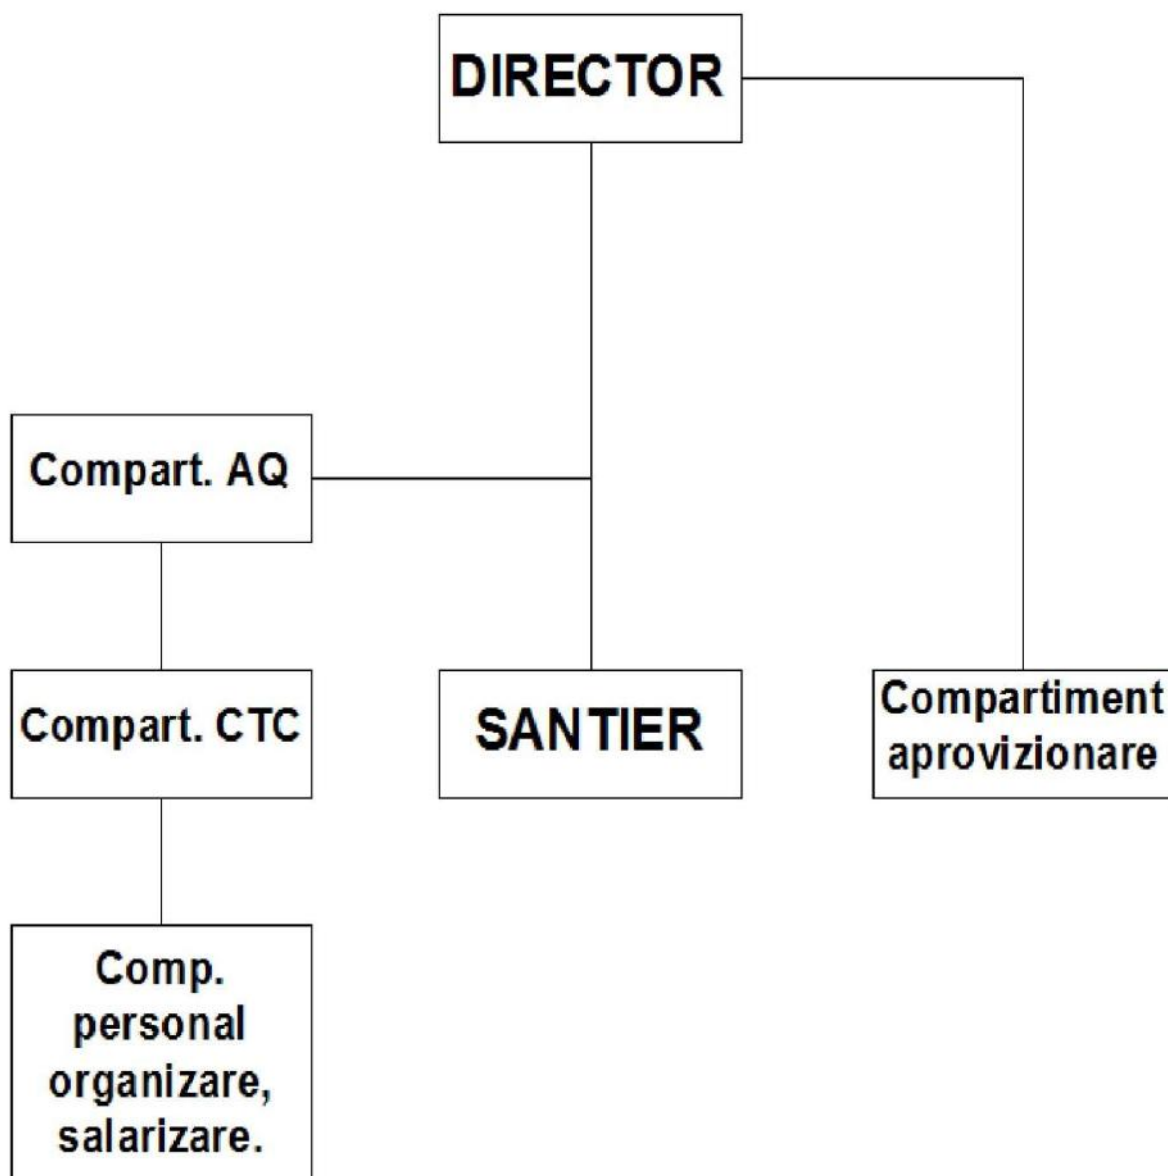 DIRECTOR
Compart. AQ
Compart. CTC
SANTIER
Compartiment
aprovizionare
Comp.
personal
organizare,
salarizare.